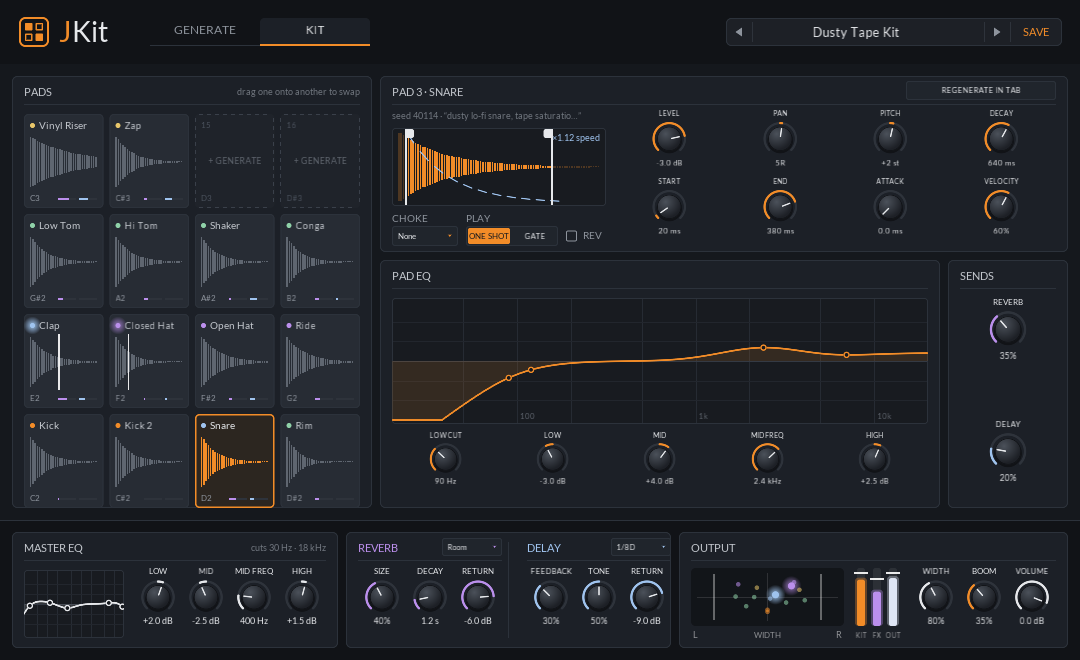 JKit
GENERATE
KIT
Dusty Tape Kit
SAVE
PADS
drag one onto another to swap
Vinyl Riser
Zap
15
16
+ GENERATE
+ GENERATE
C3
C#3
D3
D#3
Low Tom
Hi Tom
Shaker
Conga
G#2
A2
A#2
B2
Clap
Closed Hat
Open Hat
Ride
E2
F2
F#2
G2
Kick
Kick 2
Snare
Rim
C2
C#2
D2
D#2
PAD 3 · SNARE
REGENERATE IN TAB
seed 40114 · "dusty lo-fi snare, tape saturatio..."
×1.12 speed
CHOKE
PLAY
None
ONE SHOT
GATE
REV
LEVEL
PAN
PITCH
DECAY
-3.0 dB
5R
+2 st
640 ms
START
END
ATTACK
VELOCITY
20 ms
380 ms
0.0 ms
60%
PAD EQ
100
1k
10k
LOW CUT
LOW
MID
MID FREQ
HIGH
90 Hz
-3.0 dB
+4.0 dB
2.4 kHz
+2.5 dB
SENDS
REVERB
35%
DELAY
20%
MASTER EQ
cuts 30 Hz · 18 kHz
LOW
MID
MID FREQ
HIGH
+2.0 dB
-2.5 dB
400 Hz
+1.5 dB
REVERB
Room
SIZE
DECAY
RETURN
40%
1.2 s
-6.0 dB
DELAY
1/8D
FEEDBACK
TONE
RETURN
30%
50%
-9.0 dB
OUTPUT
L
WIDTH
R
KIT
FX
OUT
WIDTH
BOOM
VOLUME
80%
35%
0.0 dB